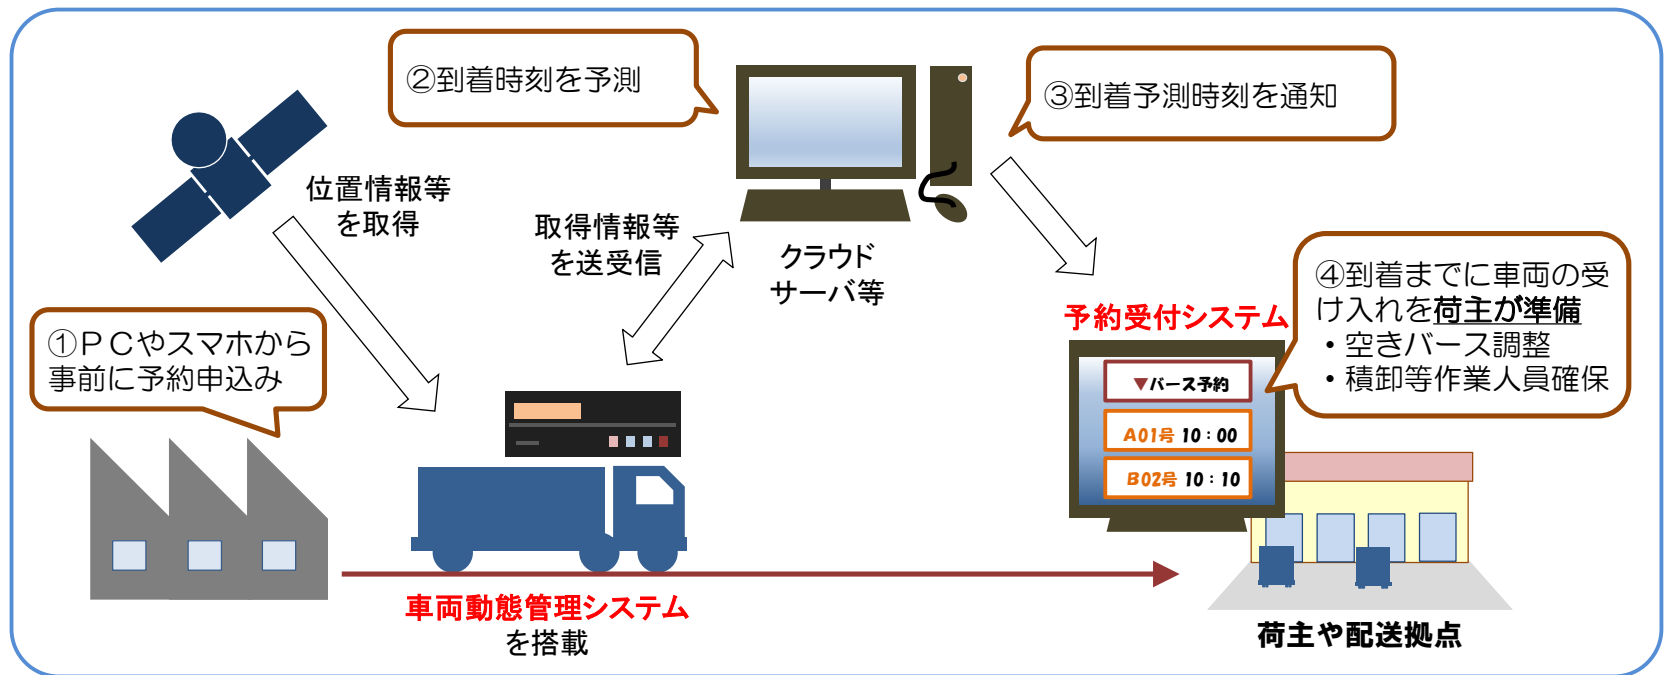 ②到着時刻を予測
③到着予測時刻を通知
位置情報等
を取得
取得情報等
を送受信
クラウド
サーバ等
④到着までに車両の受
け入れを荷主が準備
・空きバース調整
・積卸等作業人員確保
予約受付システム
①ＰＣやスマホから
事前に予約申込み
▼バース予約
A01号 10：00
B02号 10：10
車両動態管理システム
を搭載
荷主や配送拠点